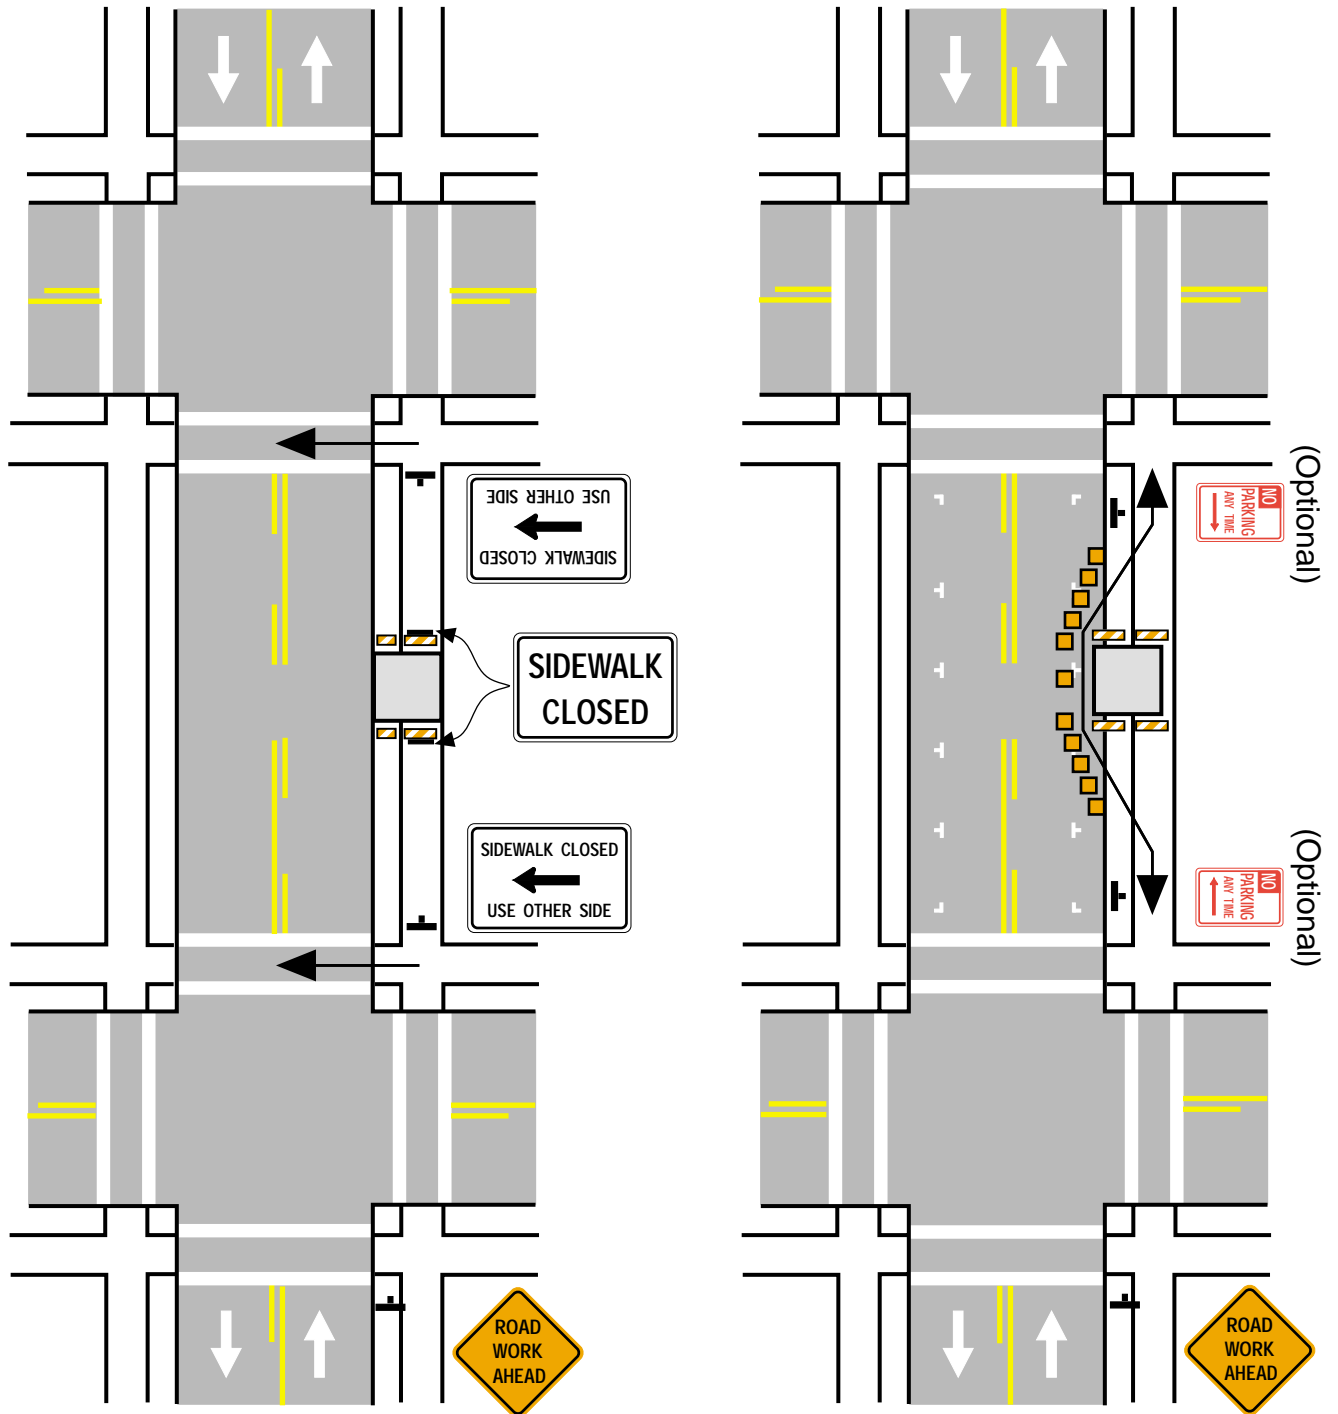 USE OTHER SIDE
SIDEWALK CLOSED
SIDEWALK
CLOSED
SIDEWALK CLOSED
USE OTHER SIDE
ROAD
WORK
AHEAD
NO
PARKING
ANY TIME
(Optional)
NO
PARKING
ANY TIME
(Optional)
ROAD
WORK
AHEAD